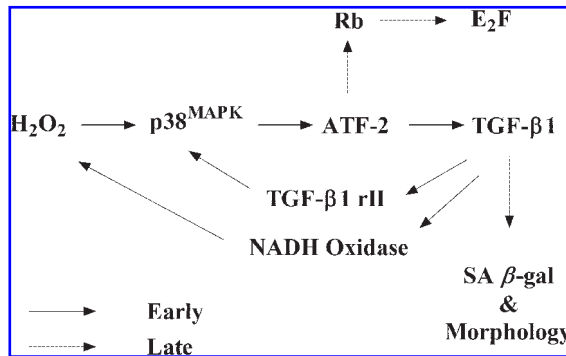 Rb E₂F
H₂O₂ p38ᴹᴬᴾᴷ ATF-2 TGF-β1
TGF-β1 rII
NADH Oxidase
SA β-gal
&
Morphology
Early
Late